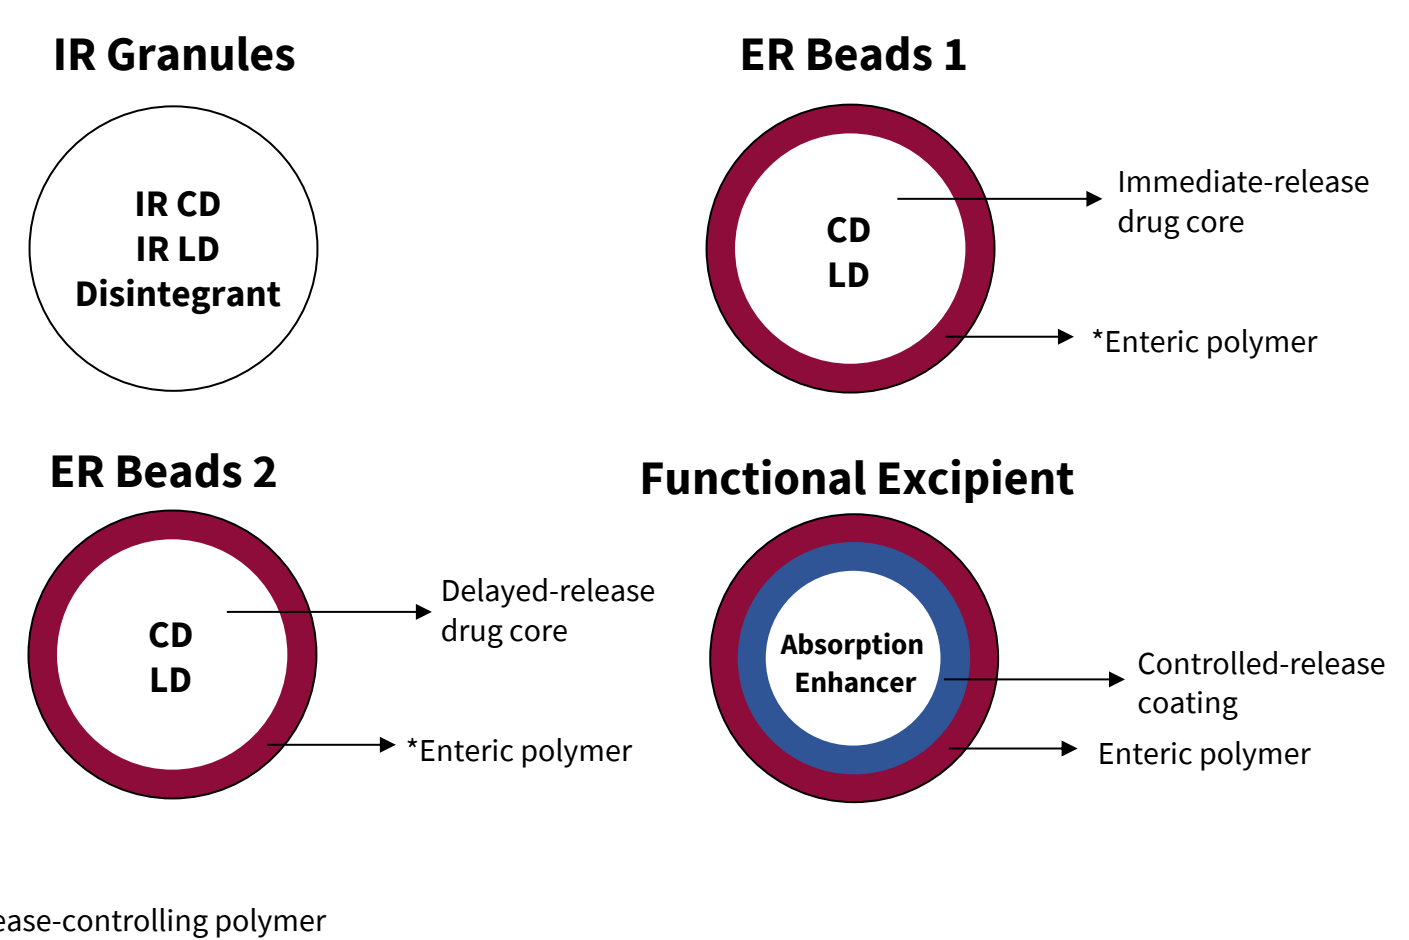 IR Granules
IR CD
IR LD
Disintegrant
ER Beads 1
CD
LD
Immediate-release
drug core
*Enteric polymer
ER Beads 2
CD
LD
Delayed-release
drug core
*Enteric polymer
Functional Excipient
Absorption
Enhancer
Controlled-release
coating
Enteric polymer
ease-controlling polymer